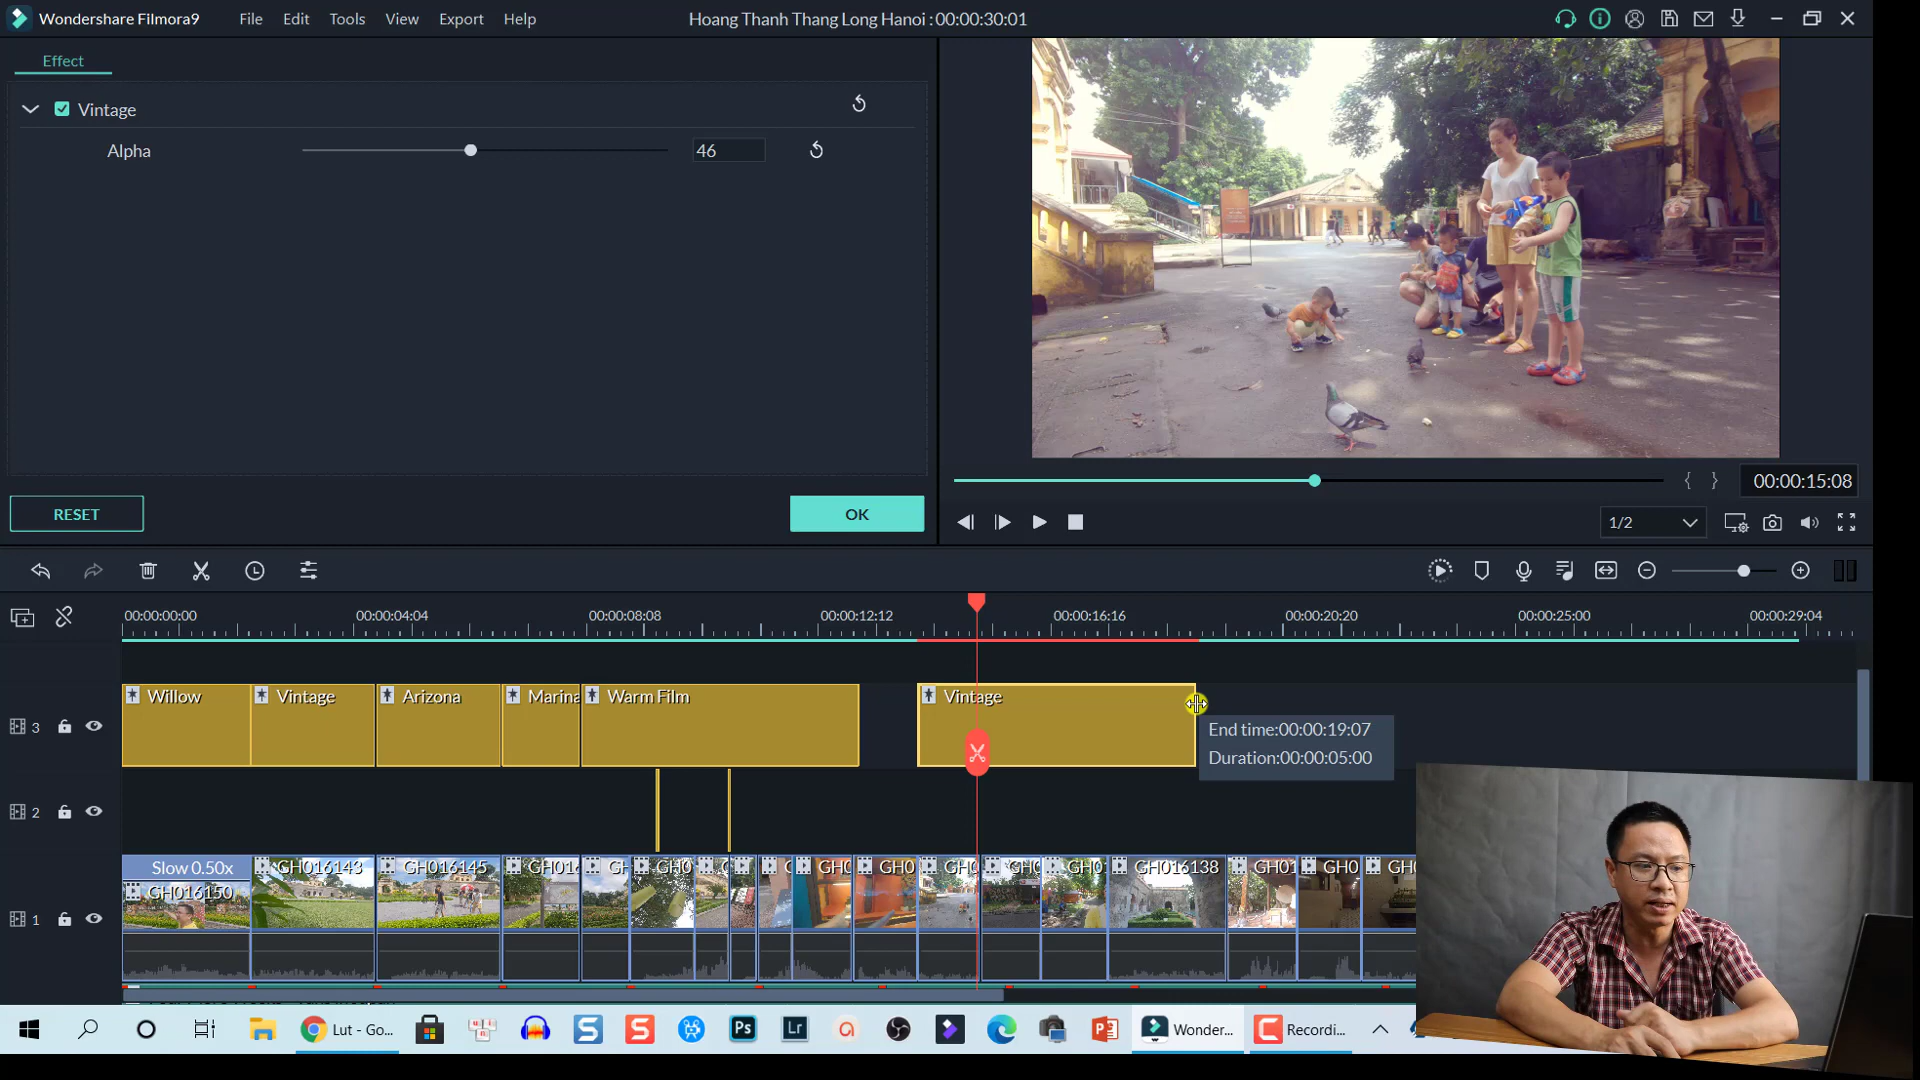 Wondershare Filmora9 File Edit Tools View Export Help Hoang Thanh Thang Long Hanoi : 00:00:30:01
Effect
Vintage
Alpha 46
RESET OK
00:00:15:08
1/2
00:00:00:00 00:00:04:04 00:00:08:08 00:00:12:12 00:00:16:16 00:00:20:20 00:00:25:00 00:00:29:04
Willow Vintage Arizona Marina Warm Film Vintage
3
End time:00:00:19:07
Duration:00:00:05:00
2
Slow 0.50x
GH016150 GH016143 GH016145 GH016138
1
Lut - Go... Ps Lr Wonder... Recordi...